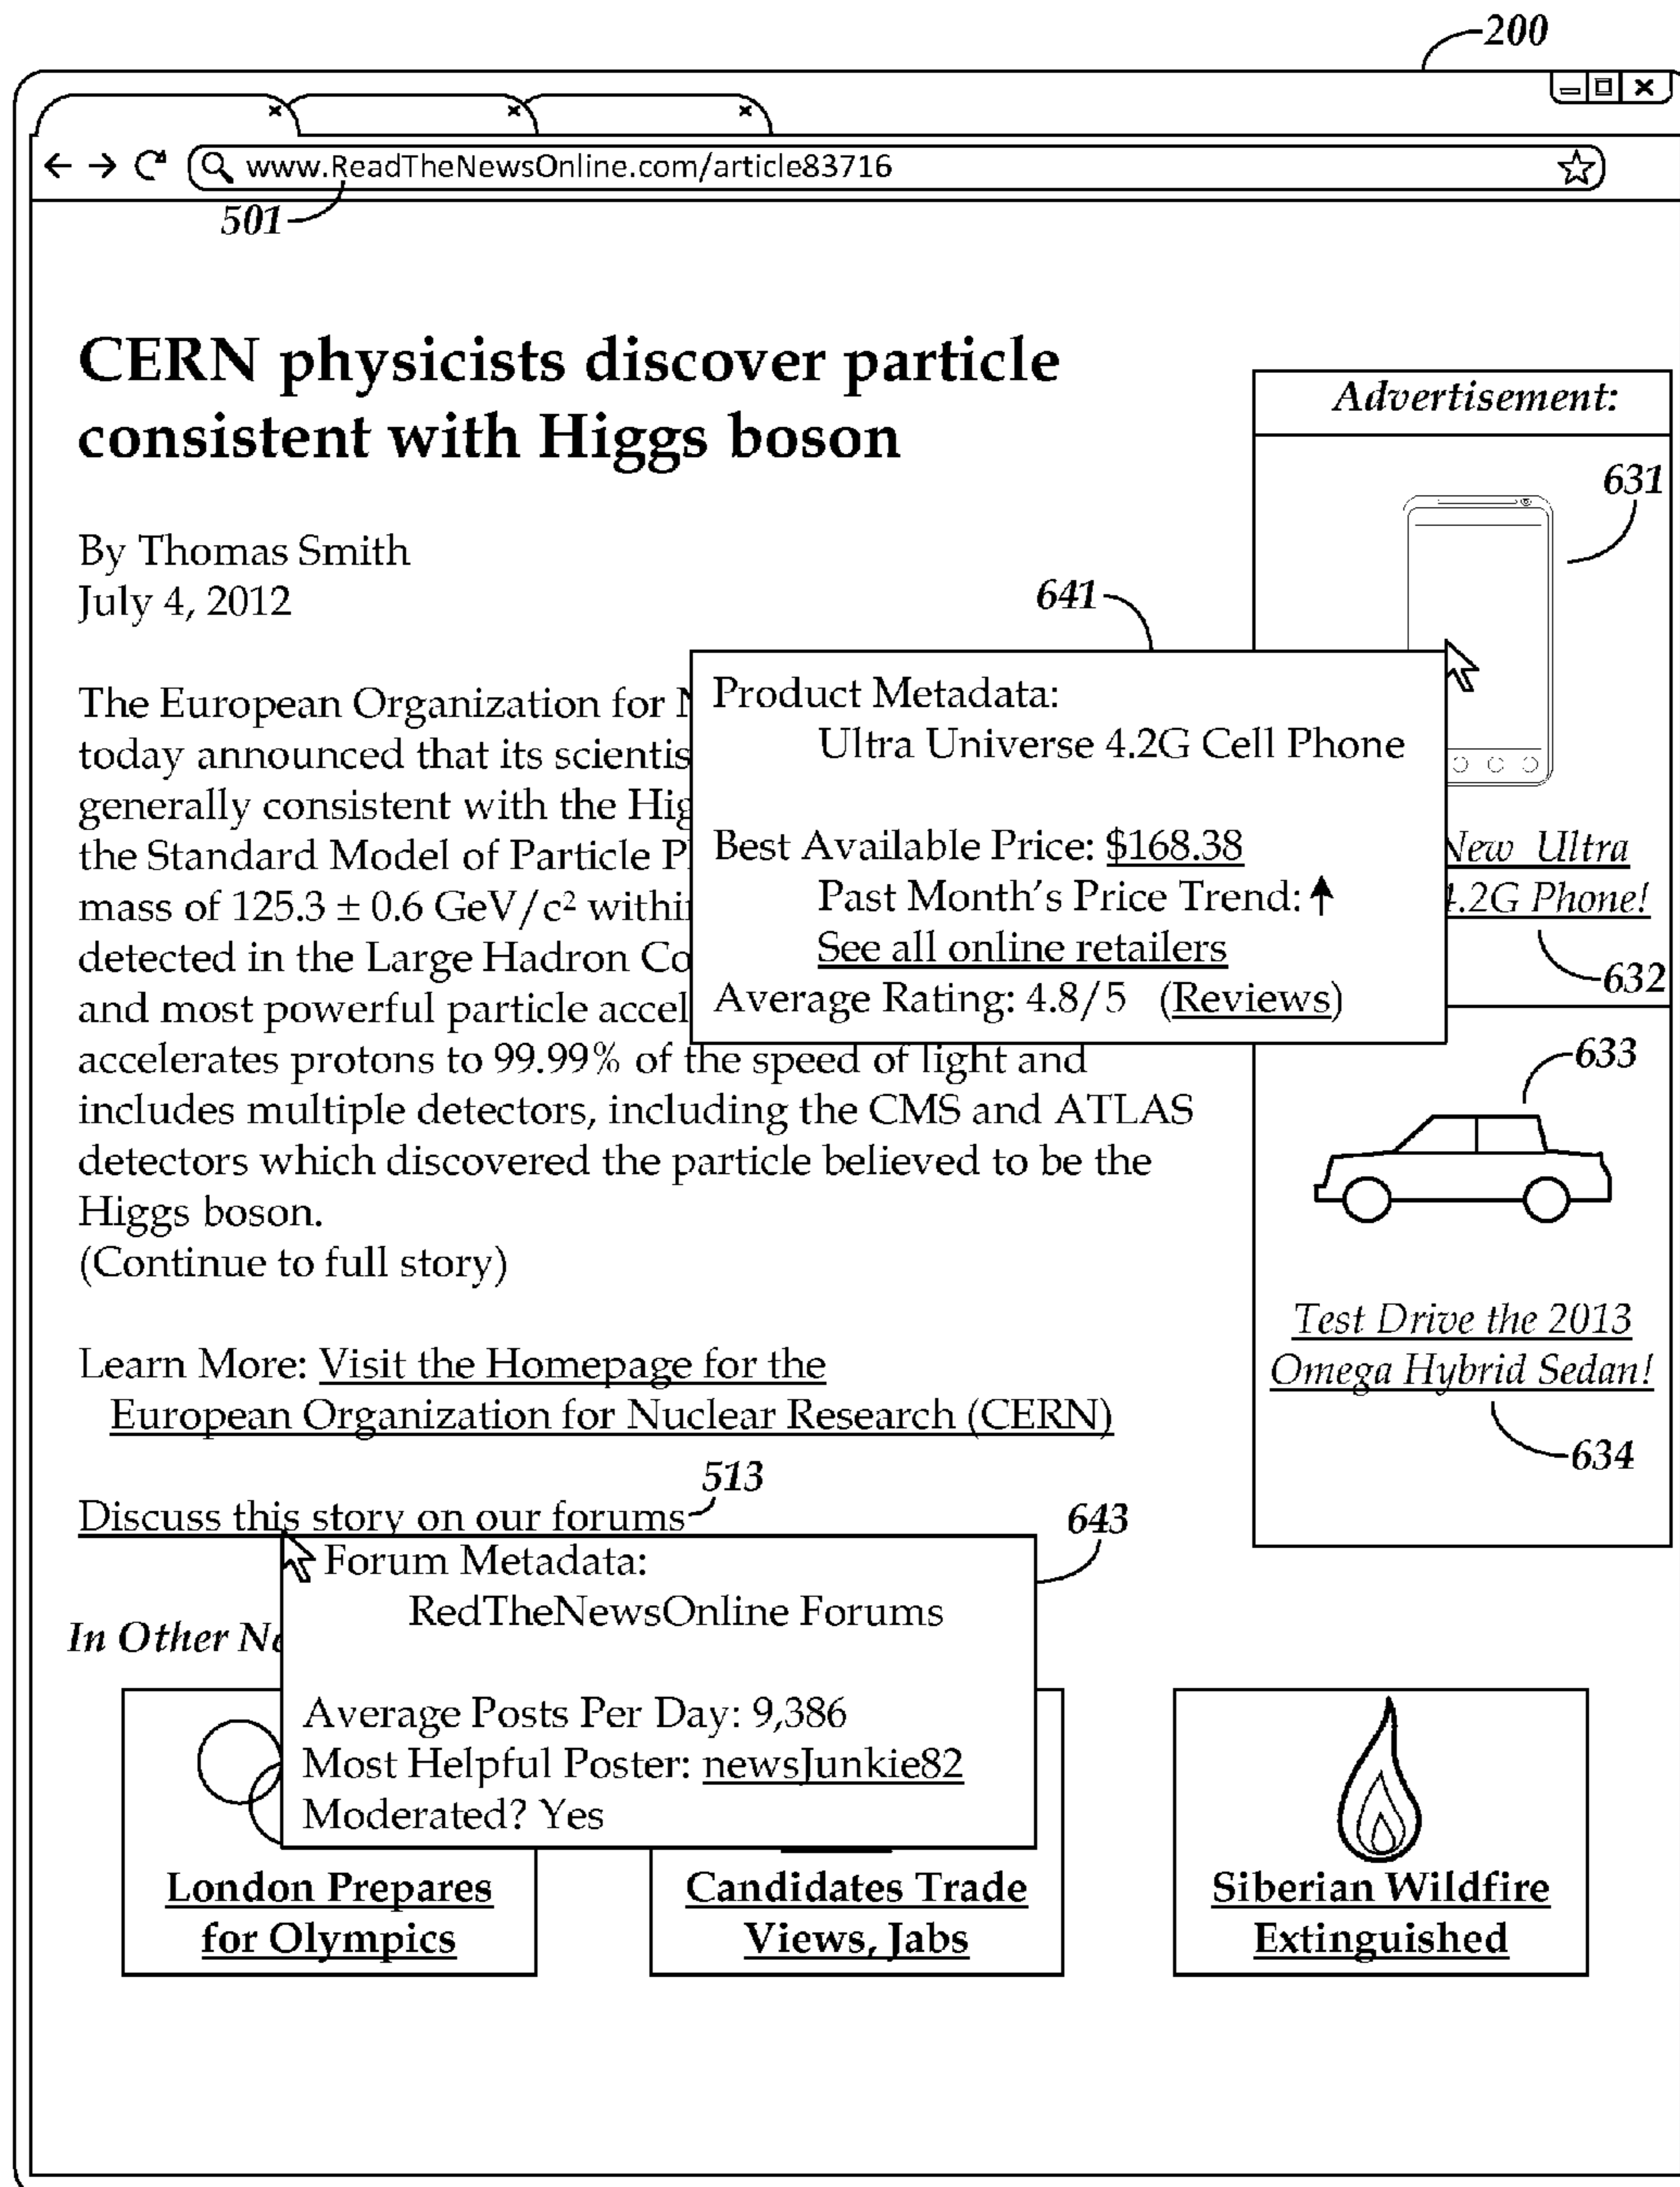 200
www.ReadTheNewsOnline.com/article83716
501
CERN physicists discover particle
consistent with Higgs boson
By Thomas Smith
July 4, 2012
The European Organization for
today announced that its
generally consistent with the
the Standard Model of Particle
mass of 125.3 ± 0.6 GeV/c²
detected in the Large Hadron
and most powerful particle
accelerates protons to 99.99% of the speed of light and
includes multiple detectors, including the CMS and ATLAS
detectors which discovered the particle believed to be the
Higgs boson.
(Continue to full story)
Learn More: Visit the Homepage for the
European Organization for Nuclear Research (CERN)
Discuss this story on our forums
513
641
Product Metadata:
Ultra Universe 4.2G Cell Phone
Best Available Price: $168.38
Past Month's Price Trend:
See all online retailers
Average Rating: 4.8/5 (Reviews)
Advertisement:
631
New Ultra
4.2G Phone!
632
633
Test Drive the 2013
Omega Hybrid Sedan!
634
643
Forum Metadata:
RedTheNewsOnline Forums
Average Posts Per Day: 9,386
Most Helpful Poster: newsJunkie82
Moderated? Yes
In Other
London Prepares
for Olympics
Candidates Trade
Views, Jabs
Siberian Wildfire
Extinguished